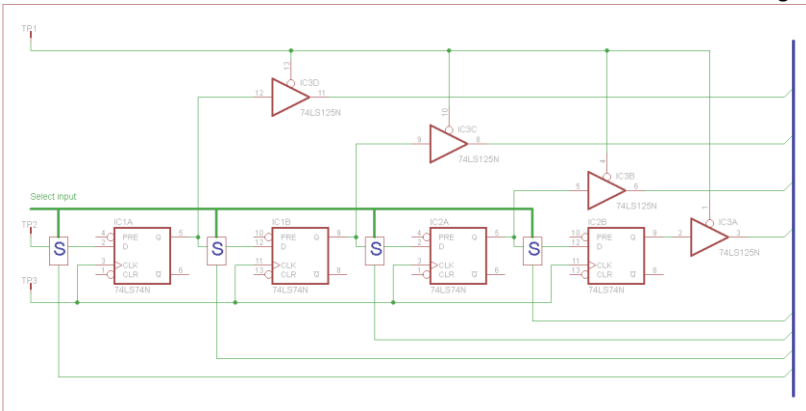 TP1
13
IC3D
12
11
74LS125N
10
IC3C
9
8
74LS125N
4
IC3B
5
6
74LS125N
1
IC3A
2
3
74LS125N
Select input
TP2
TP3
S
IC1A
4
PRE
Q
5
2
D
3
CLK
1
CLR
Q
6
74LS74N
S
IC1B
10
PRE
Q
9
12
D
11
CLK
13
CLR
Q
8
74LS74N
S
IC2A
4
PRE
Q
5
2
D
3
CLK
1
CLR
Q
6
74LS74N
S
IC2B
10
PRE
Q
9
12
D
11
CLK
13
CLR
Q
8
74LS74N